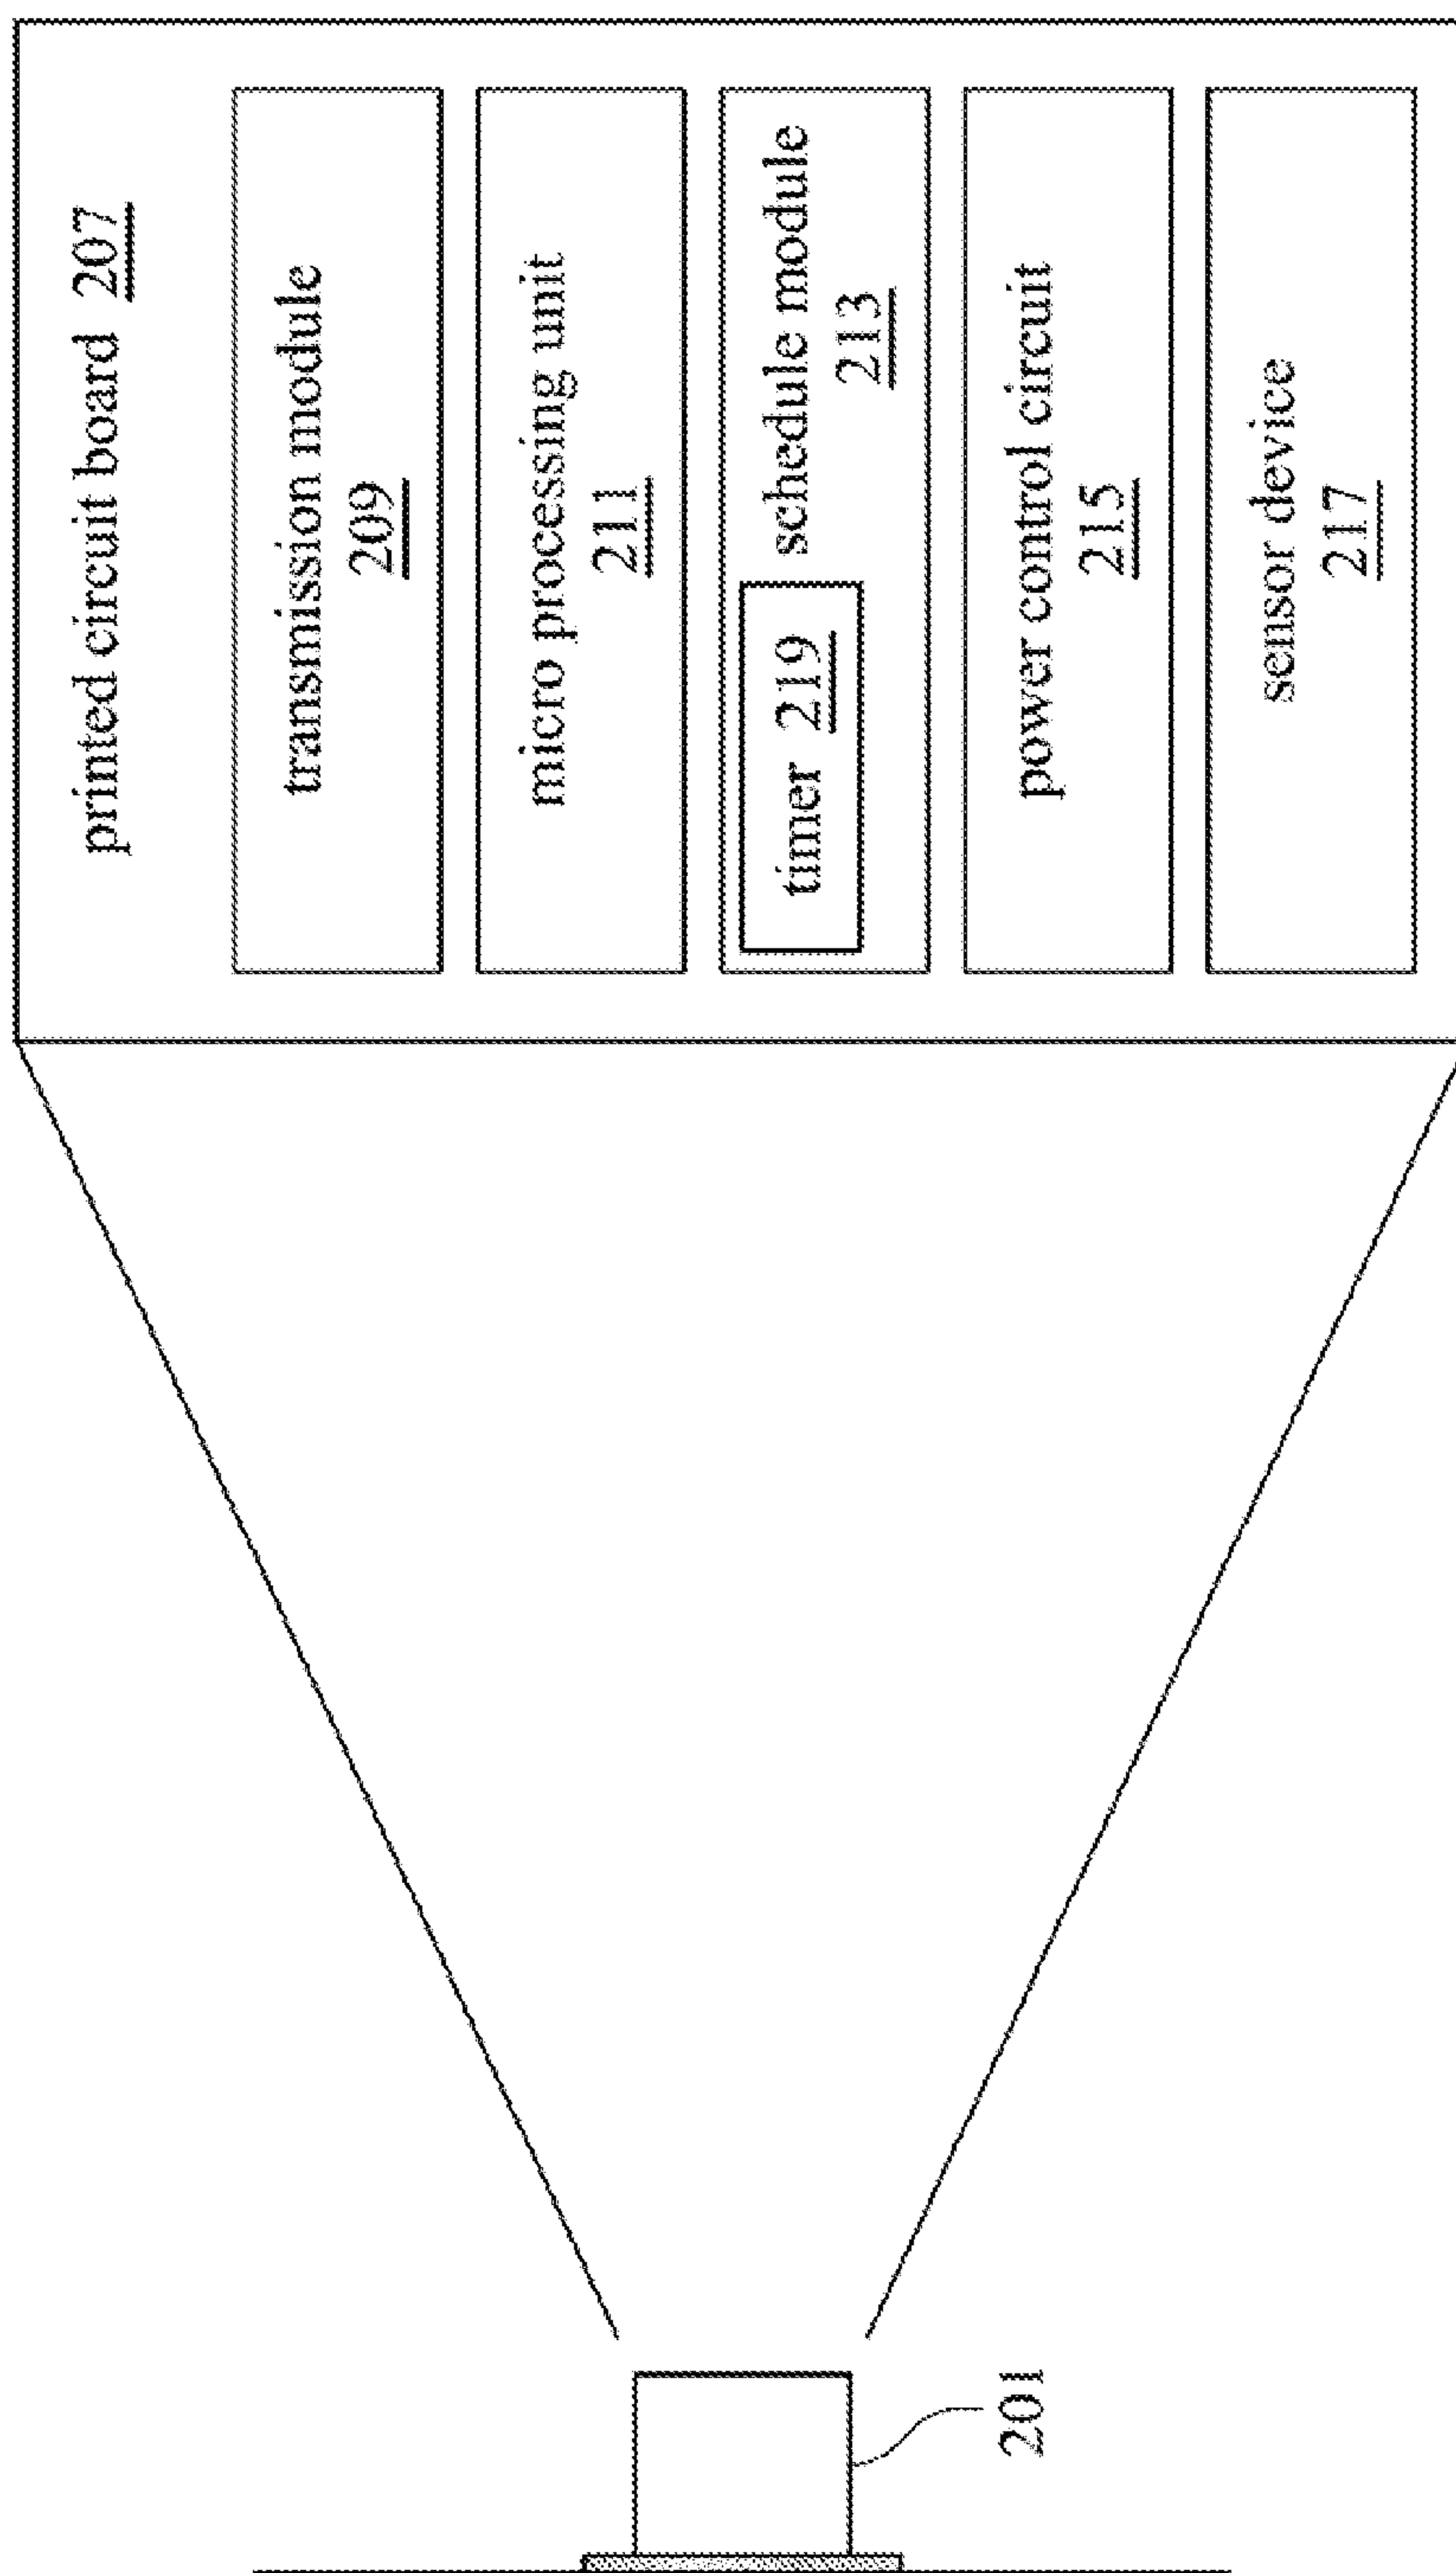 printed circuit board 207
transmission module
209
micro processing unit
211
timer 219
schedule module
213
power control circuit
215
sensor device
217
201